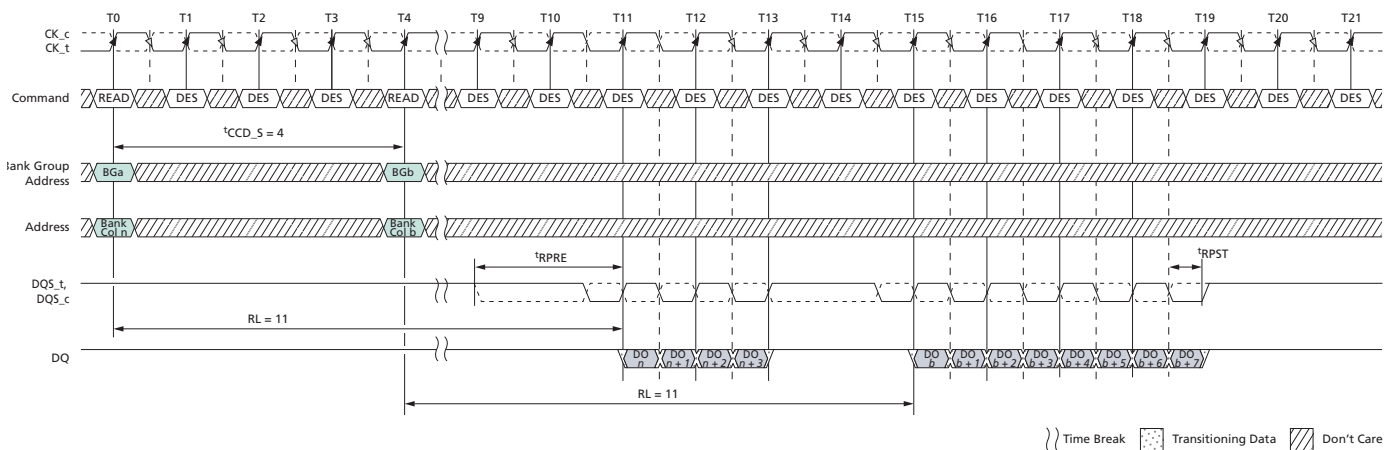 T0 T1 T2 T3 T4 T9 T10 T11 T12 T13 T14 T15 T16 T17 T18 T19 T20 T21
CK_c
CK_t
Command READ DES DES DES READ DES DES DES DES DES DES DES DES DES DES DES DES DES
tCCD_S = 4
Bank Group
Address
BGa BGb
Address
Bank
Col n
Bank
Col b
tRPRE tRPST
DQS_t,
DQS_c
RL = 11
DQ
DO
n
DO
n + 1
DO
n + 2
DO
n + 3
DO
b
DO
b + 1
DO
b + 2
DO
b + 3
DO
b + 4
DO
b + 5
DO
b + 6
DO
b + 7
RL = 11
Time Break Transitioning Data Don't Care